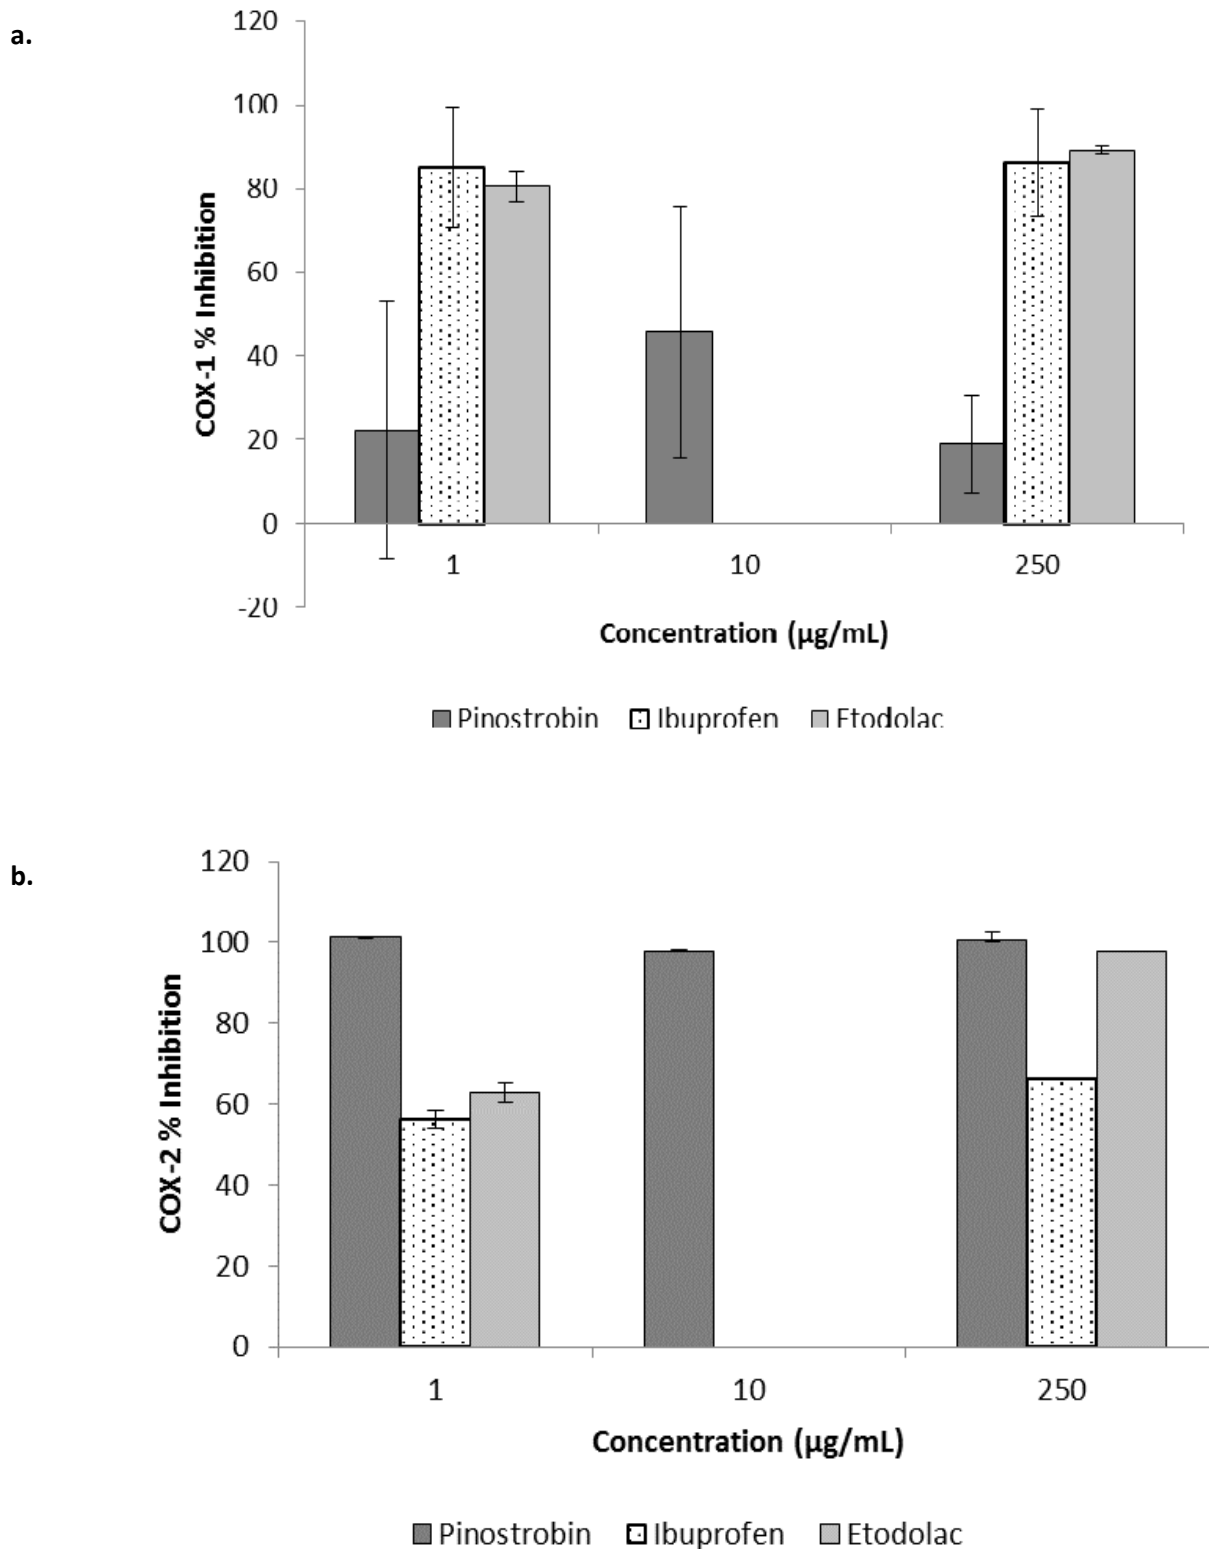 a.
120
100
80
60
40
20
0
-20
COX-1 % Inhibition
1 10 250
Concentration (µg/mL)
Pinostrobin Ibuprofen Etodolac
b.
120
100
80
60
40
20
0
COX-2 % Inhibition
1 10 250
Concentration (µg/mL)
Pinostrobin Ibuprofen Etodolac